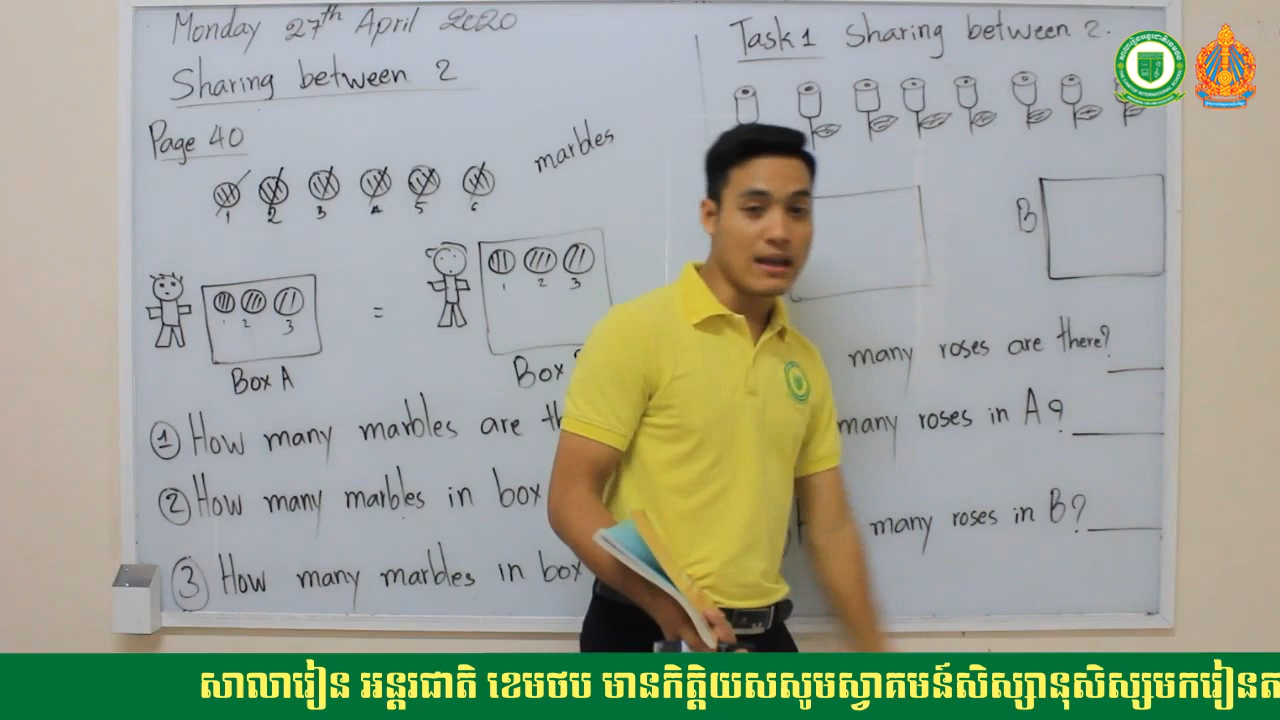 Monday 27th April 2020
Sharing between 2
Page 40
marbles
1 2 3 4 5 6
1 2 3
=
1 2 3
Box A
Box
1 How many marbles are
2 How many marbles in box
3 How many marbles in box
Task 1 Sharing between 2.
B
many roses are there?
many roses in A?
many roses in B?
សាលារៀន អន្តរជាតិ ខេមថប មានកិត្តិយសសូមស្វាគមន៍សិស្សានុសិស្សមករៀន